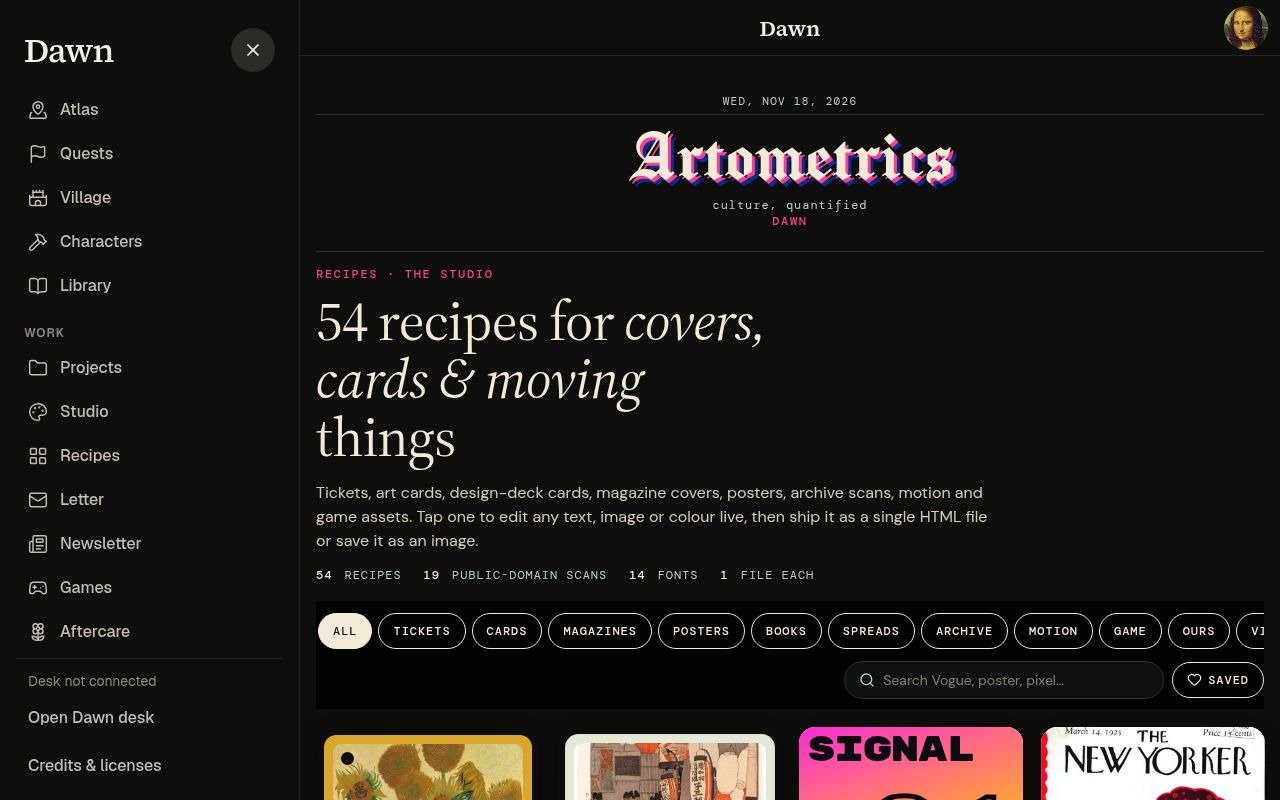 Dawn
Atlas
Quests
Village
Characters
Library
WORK
Projects
Studio
Recipes
Letter
Newsletter
Games
Aftercare
Desk not connected
Open Dawn desk
Credits & licenses
Dawn
WED, NOV 18, 2026
Artometrics
culture, quantified
DAWN
RECIPES · THE STUDIO
54 recipes for covers,
cards & moving
things
Tickets, art cards, design-deck cards, magazine covers, posters, archive scans, motion and
game assets. Tap one to edit any text, image or colour live, then ship it as a single HTML file
or save it as an image.
54 RECIPES 19 PUBLIC-DOMAIN SCANS 14 FONTS 1 FILE EACH
ALL TICKETS CARDS MAGAZINES POSTERS BOOKS SPREADS ARCHIVE MOTION GAME OURS
Search Vogue, poster, pixel… SAVED
SIGNAL
March 14, 1925 THE Price 15 cents
NEW YORKER